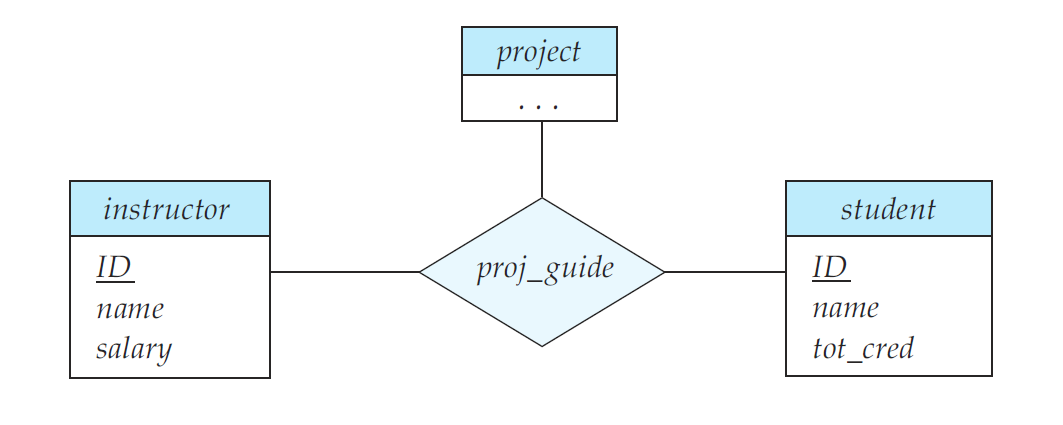 project
. . .
instructor
ID
name
salary
proj_guide
student
ID
name
tot_cred